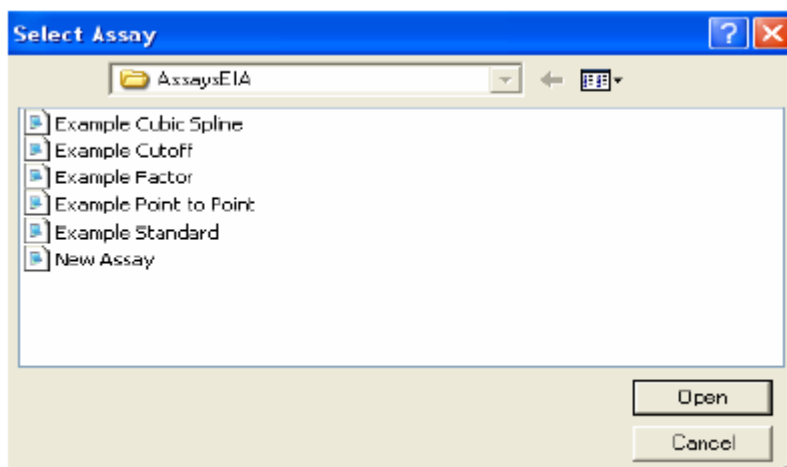 Select Assay
AssaysEIA
Example Cubic Spline
Example Cutoff
Example Factor
Example Point to Point
Example Standard
New Assay
Open
Cancel